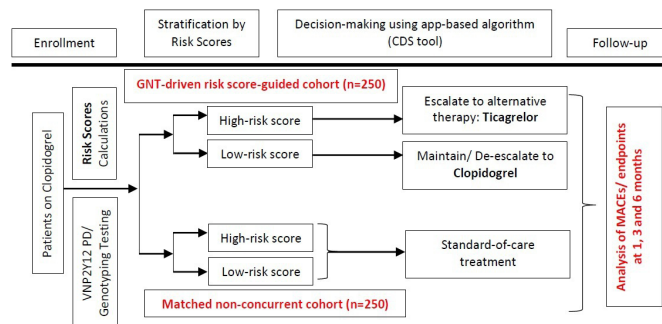 Enrollment
Stratification by
Risk Scores
Decision-making using app-based algorithm
(CDS tool)
Follow-up
GNT-driven risk score-guided cohort (n=250)
Patients on Clopidogrel
Risk Scores
Calculations
VNP2Y12 PD/
Genotyping Testing
High-risk score
Low-risk score
Escalate to alternative
therapy: Ticagrelor
Maintain/ De-escalate to
Clopidogrel
High-risk score
Low-risk score
Standard-of-care
treatment
Matched non-concurrent cohort (n=250)
Analysis of MACEs/ endpoints
at 1, 3 and 6 months